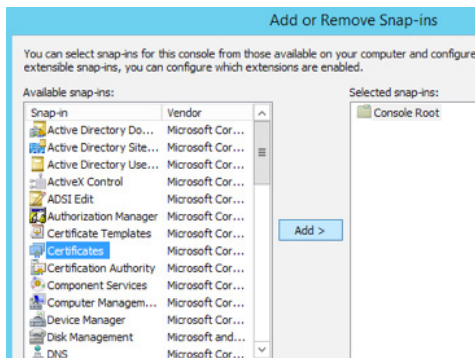 Add or Remove Snap-ins
You can select snap-ins for this console from those available on your computer and configure
extensible snap-ins, you can configure which extensions are enabled.
Available snap-ins:
Selected snap-ins:
Snap-in Vendor
Console Root
Active Directory Do... Microsoft Cor...
Active Directory Site... Microsoft Cor...
Active Directory Use... Microsoft Cor...
ActiveX Control Microsoft Cor...
ADSI Edit Microsoft Cor...
Authorization Manager Microsoft Cor...
Certificate Templates Microsoft Cor...
Add >
Certificates Microsoft Cor...
Certification Authority Microsoft Cor...
Component Services Microsoft Cor...
Computer Managem... Microsoft Cor...
Device Manager Microsoft Cor...
Disk Management Microsoft and...
DNS Microsoft Cor...